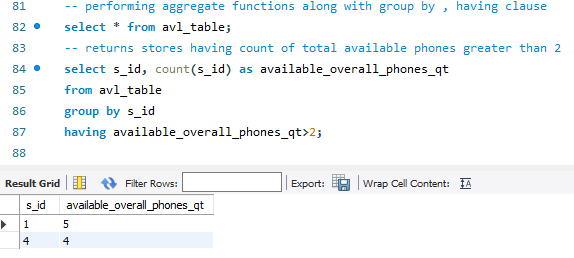 81 -- performing aggregate functions along with group by , having clause
82 select * from avl_table;
83 -- returns stores having count of total available phones greater than 2
84 select s_id, count(s_id) as available_overall_phones_qt
85 from avl_table
86 group by s_id
87 having available_overall_phones_qt>2;
88
Result Grid Filter Rows: Export: Wrap Cell Content: IA
s_id available_overall_phones_qt
1 5
4 4